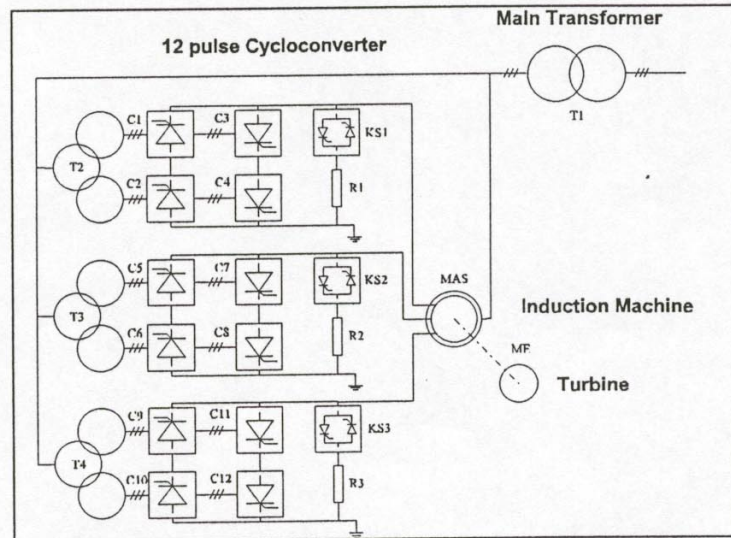 MaIn Transformer
12 pulse Cycloconverter
T1
C1
C3
KS1
T2
C2
C4
R1
C5
C7
KS2
MAS
T3
Induction Machine
C6
C8
R2
ME
Turbine
C9
C11
KS3
T4
C10
C12
R3